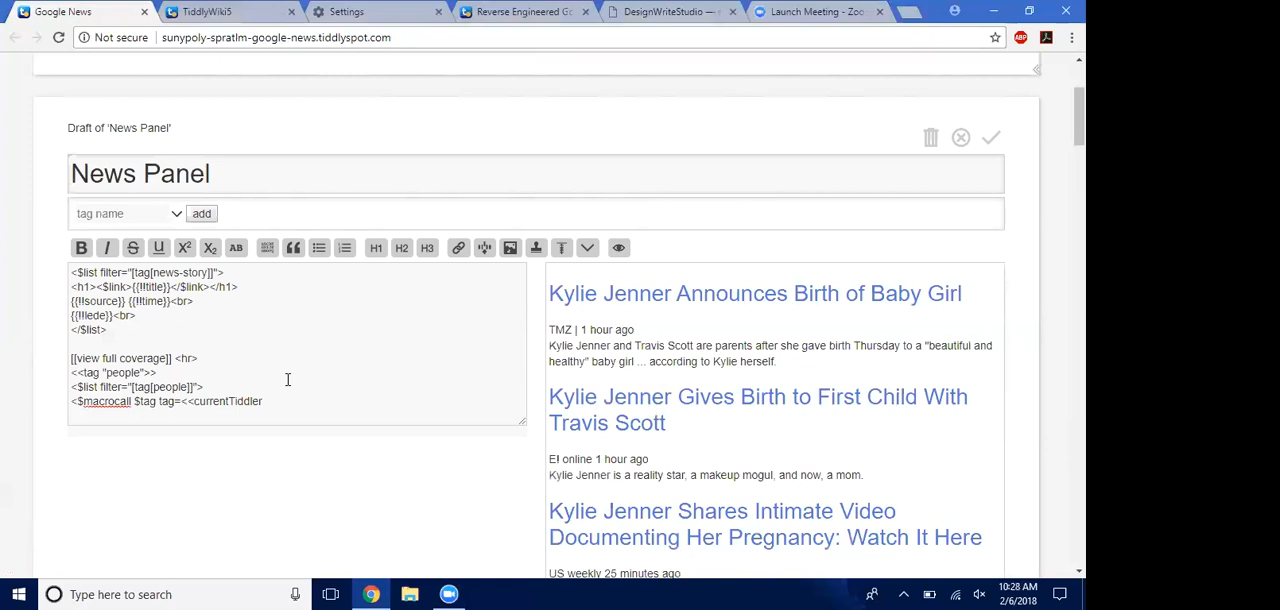 Google News
TiddlyWiki5
Settings
Reverse Engineered Go
DesignWriteStudio — s
Launch Meeting - Zoo
Not secure | sunypoly-spratlm-google-news.tiddlyspot.com
ABP
Draft of 'News Panel'
News Panel
tag name
add
B I S U X² X₂ AB H1 H2 H3
<$list filter="[tag[news-story]]">
<h1><$link>{{!!title}}</$link></h1>
{{!!source}} {{!!time}}<br>
{{!!lede}}<br>
</$list>
[[view full coverage]] <hr>
<<tag "people">>
<$list filter="[tag[people]]">
<$macrocall $tag tag=<<currentTiddler
Kylie Jenner Announces Birth of Baby Girl
TMZ | 1 hour ago
Kylie Jenner and Travis Scott are parents after she gave birth Thursday to a "beautiful and
healthy" baby girl ... according to Kylie herself.
Kylie Jenner Gives Birth to First Child With
Travis Scott
E! online 1 hour ago
Kylie Jenner is a reality star, a makeup mogul, and now, a mom.
Kylie Jenner Shares Intimate Video
Documenting Her Pregnancy: Watch It Here
US weekly 25 minutes ago
Type here to search
10:28 AM
2/6/2018